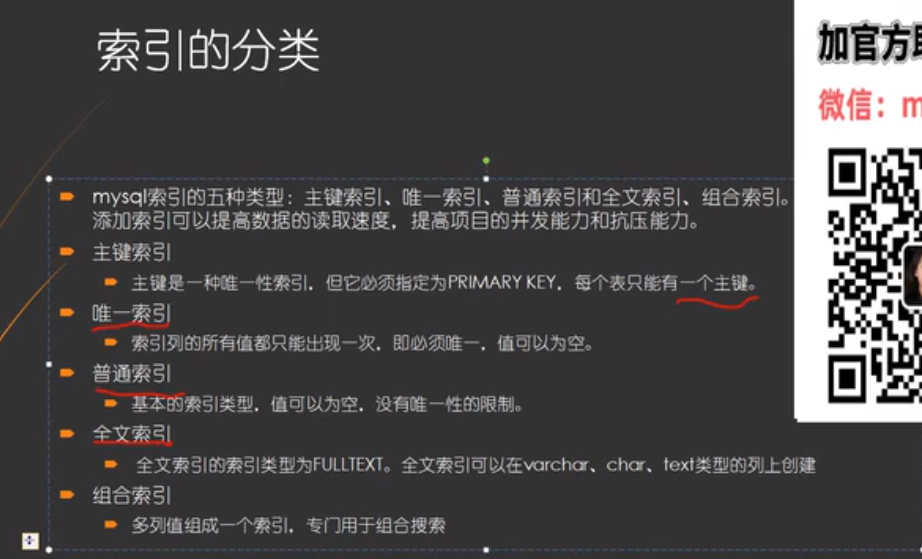 索引的分类
加官方
微信：m
mysql索引的五种类型：主键索引、唯一索引、普通索引和全文索引、组合索引。
添加索引可以提高数据的读取速度，提高项目的并发能力和抗压能力。
主键索引
主键是一种唯一性索引，但它必须指定为PRIMARY KEY，每个表只能有一个主键。
唯一索引
索引列的所有值都只能出现一次，即必须唯一，值可以为空。
普通索引
基本的索引类型，值可以为空，没有唯一性的限制。
全文索引
全文索引的索引类型为FULLTEXT。全文索引可以在varchar、char、text类型的列上创建
组合索引
多列值组成一个索引，专门用于组合搜索